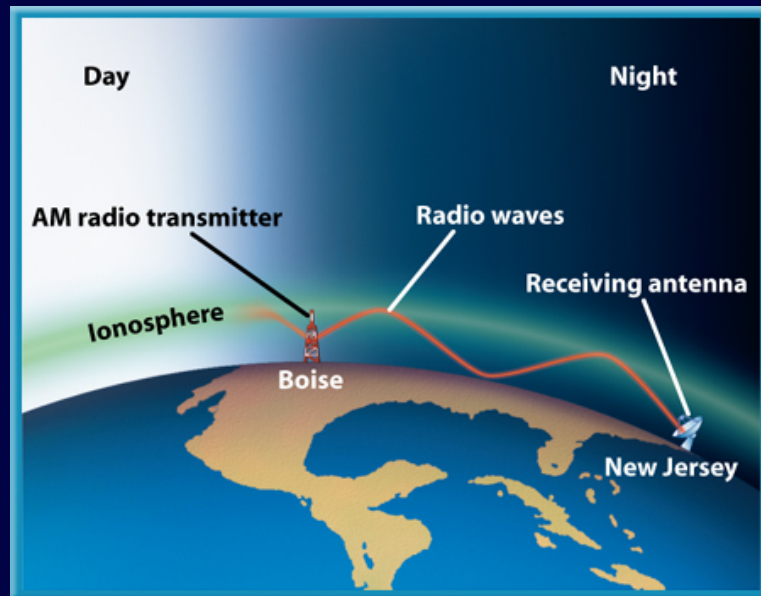 Day
Night
AM radio transmitter
Radio waves
Receiving antenna
Ionosphere
Boise
New Jersey